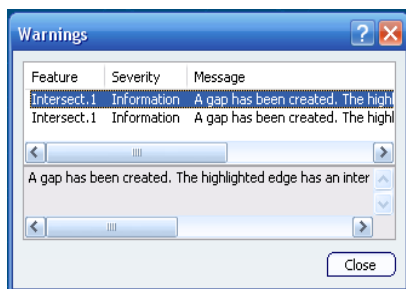 Warnings
Feature Severity Message
Intersect.1 Information A gap has been created. The high
Intersect.1 Information A gap has been created. The highl
A gap has been created. The highlighted edge has an inter
Close